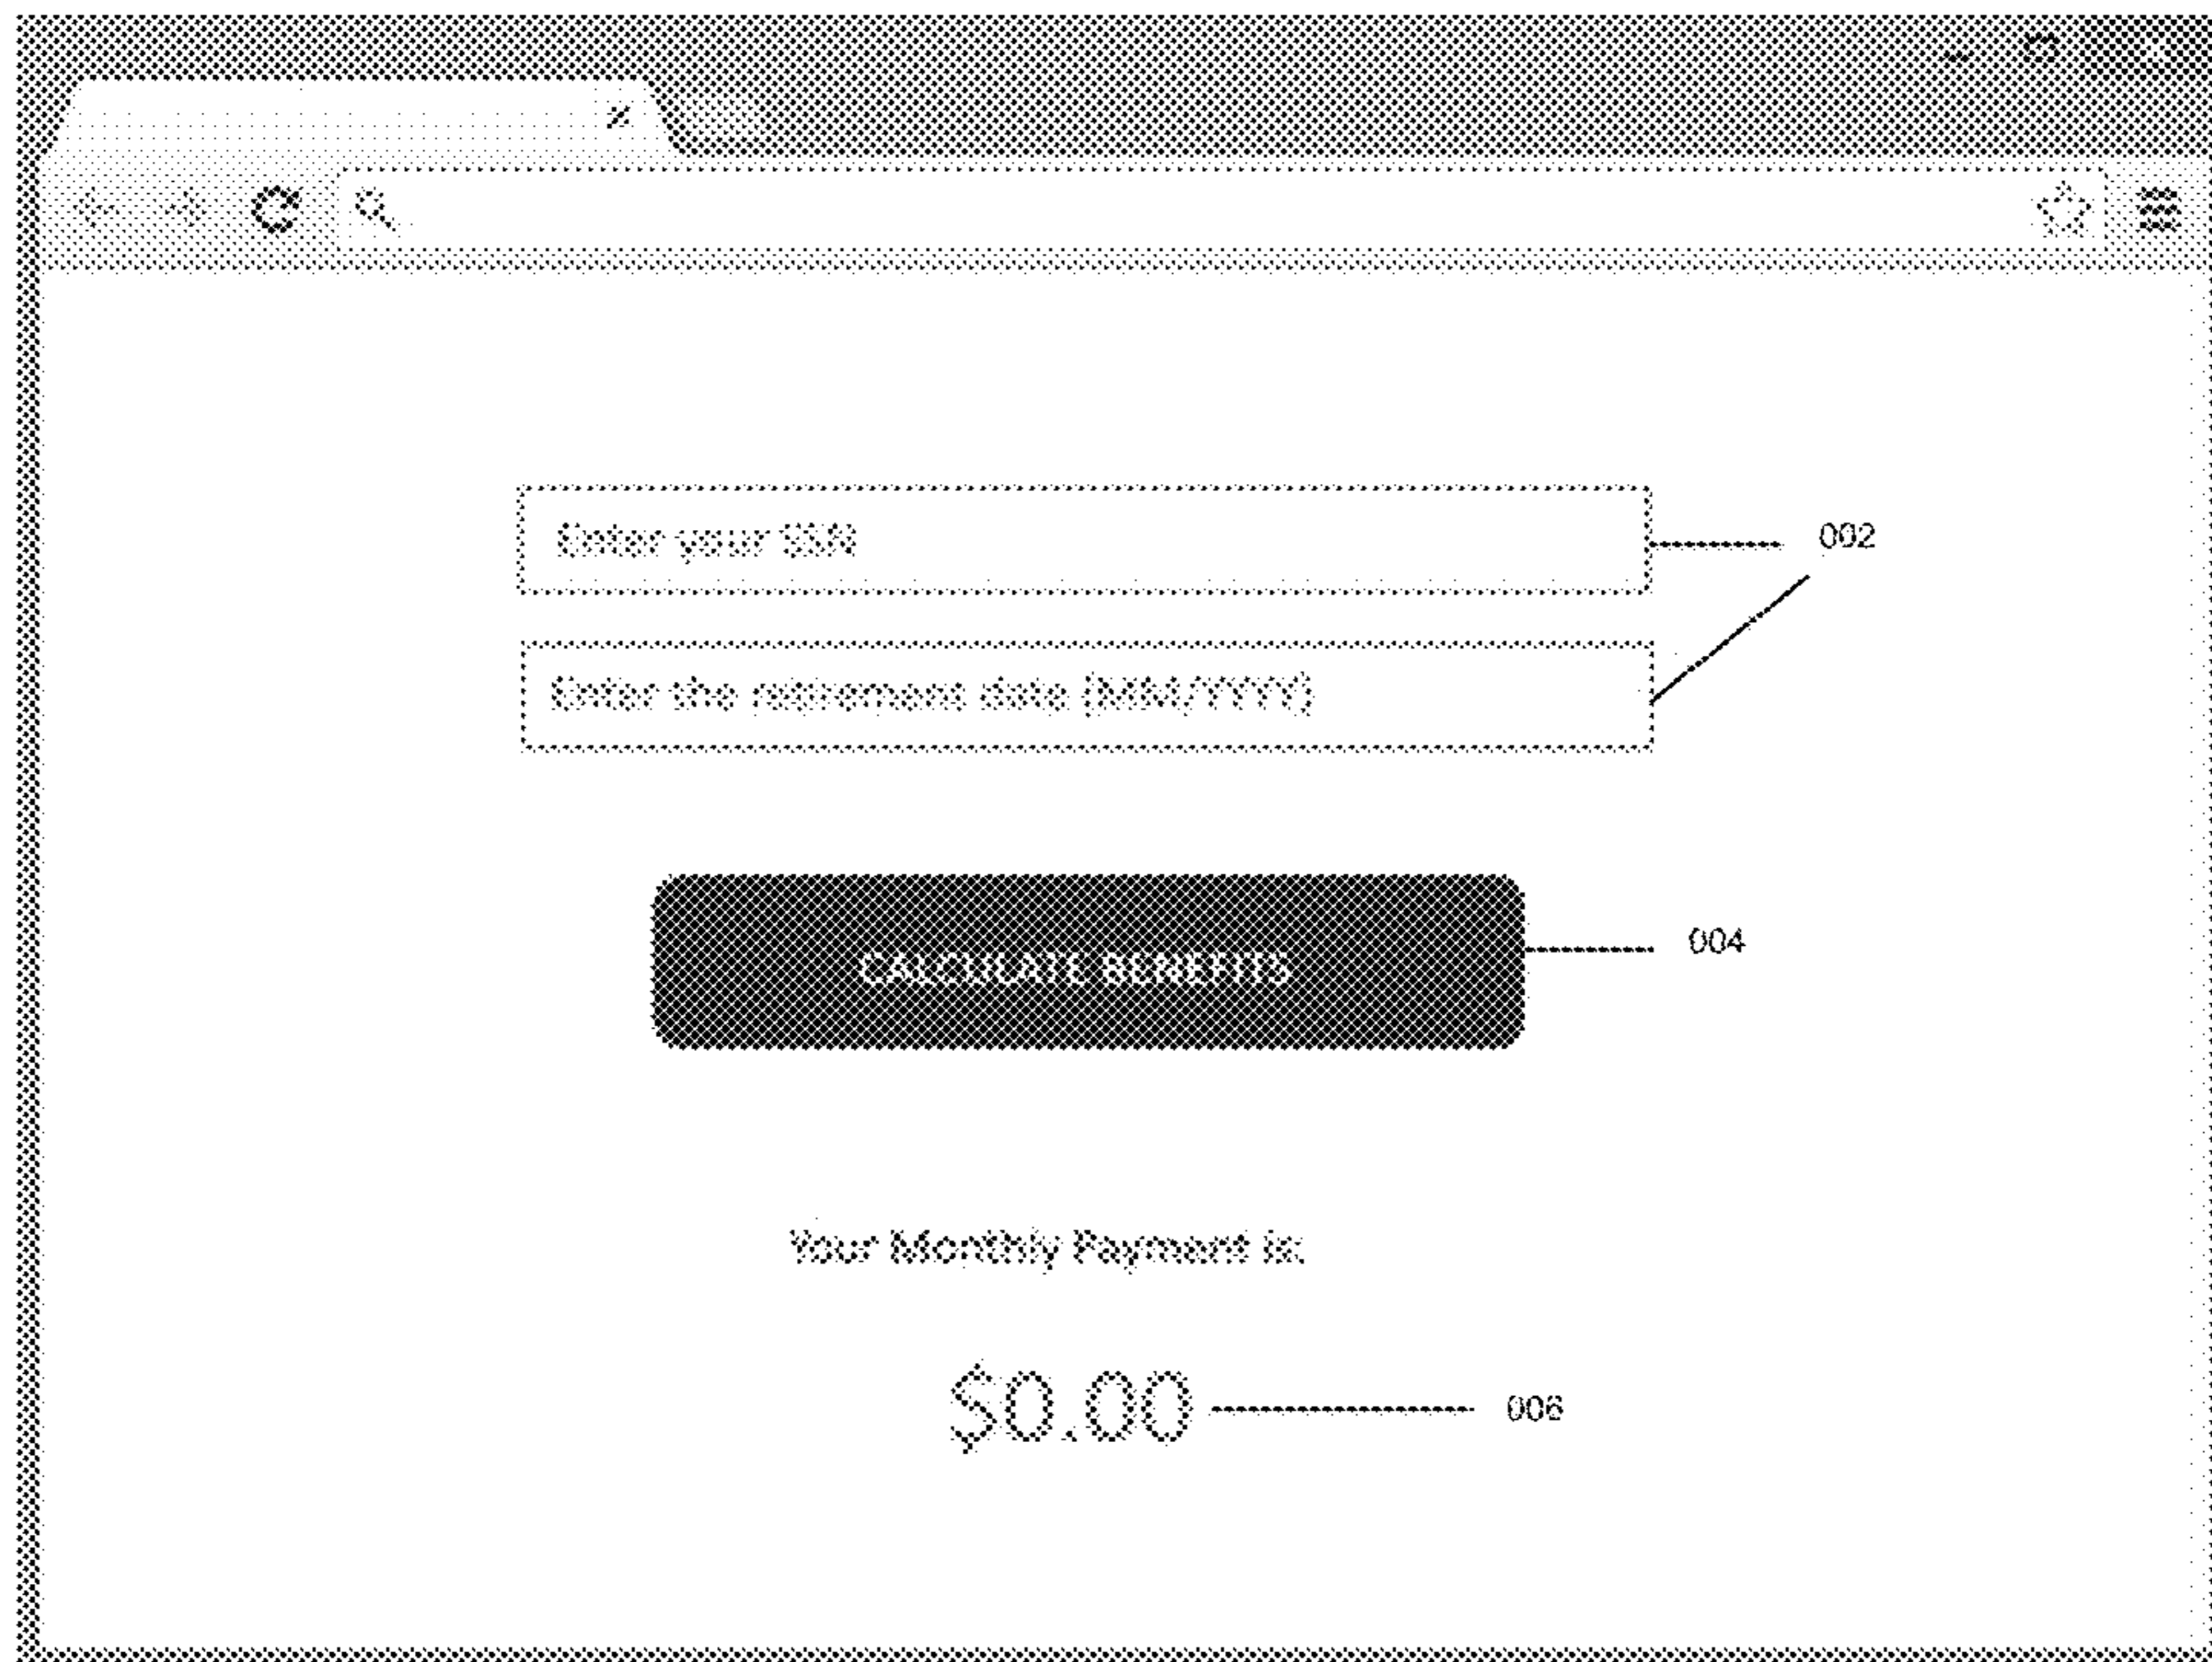 Enter your SSN
002
Enter the retirement date (MM/YYYY)
CALCULATE BENEFITS
004
Your Monthly Payment is:
$0.00
006